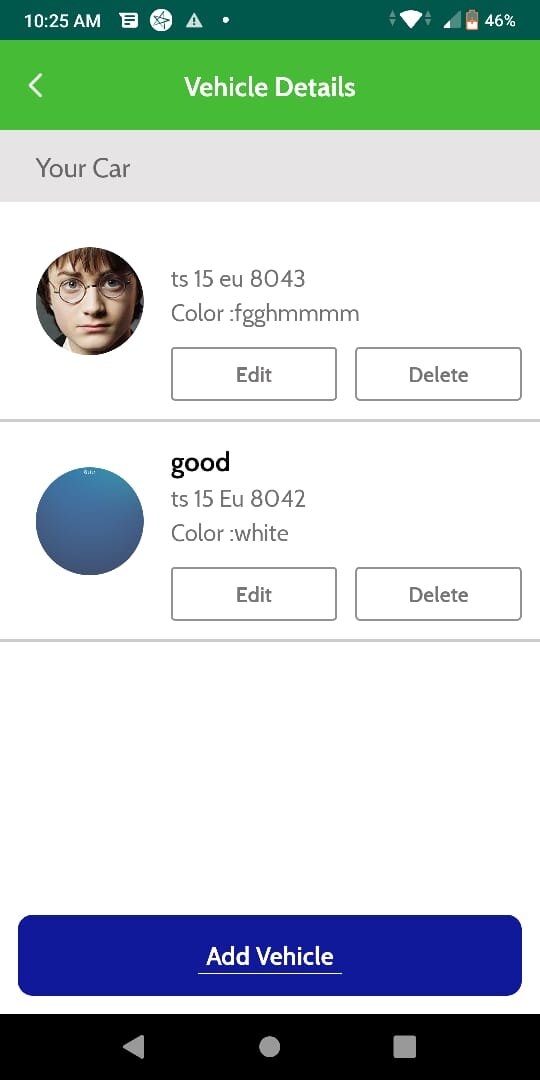 10:25 AM
46%
Vehicle Details
Your Car
ts 15 eu 8043
Color :fgghmmmm
Edit
Delete
good
ts 15 Eu 8042
Color :white
Edit
Delete
Add Vehicle